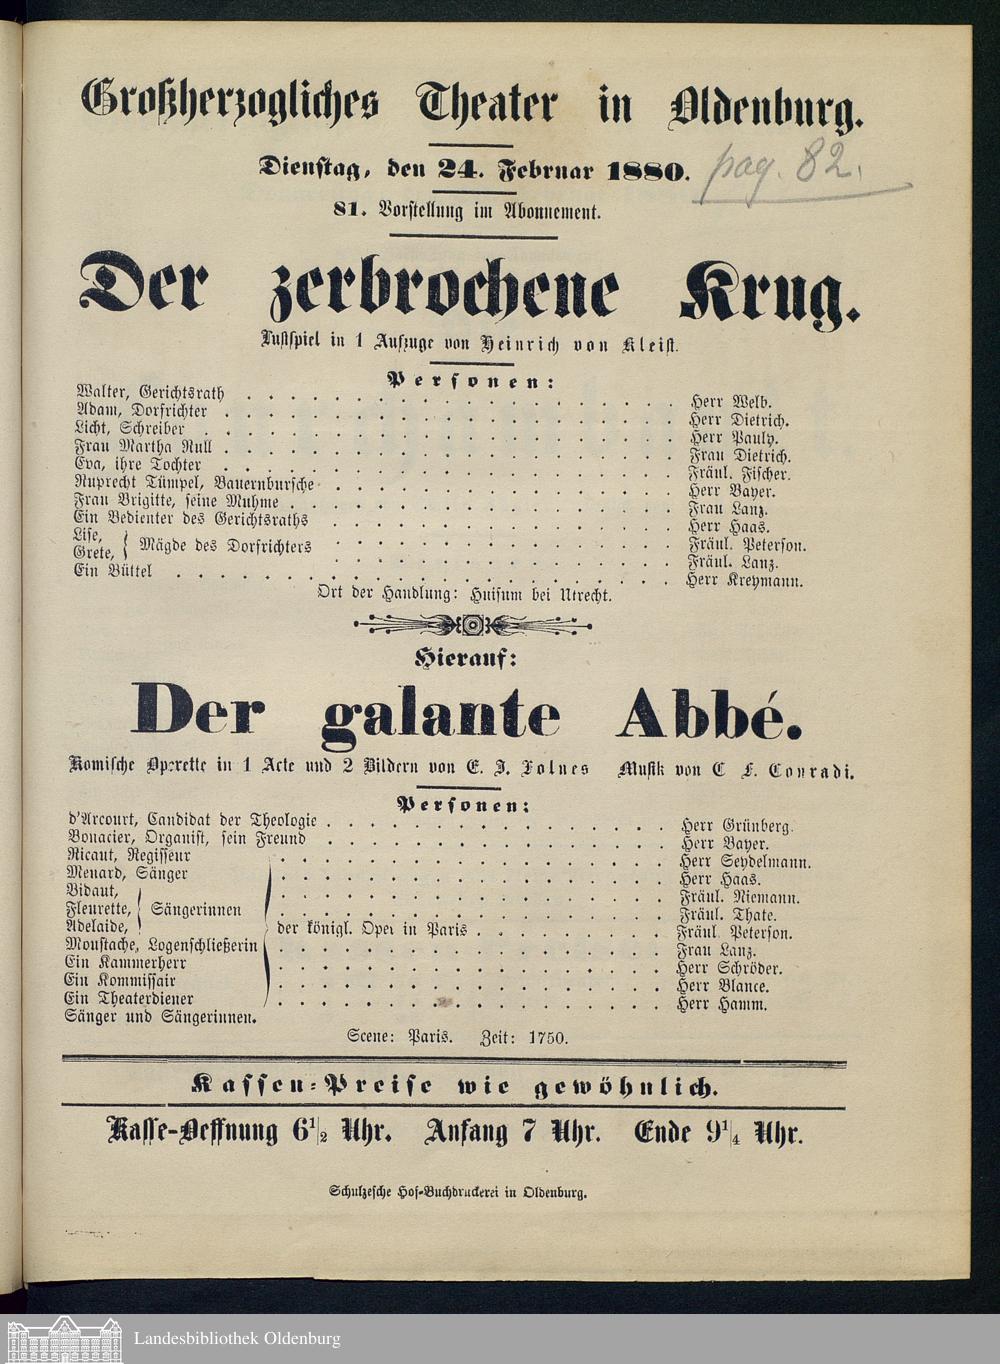 Großherzogliches Theater in Oldenburg.
Dienstag, den 24. Februar 1880.
pag. 82.
81. Vorstellung im Abonnement.
Der zerbrochene Krug.
Lustspiel in 1 Aufzuge von Heinrich von Kleist.
Personen:
Walter, Gerichtsrath . . . . . Herr Welb.
Adam, Dorfrichter . . . . . Herr Dietrich.
Licht, Schreiber . . . . . Herr Pauly.
Frau Martha Rull . . . . . Frau Dietrich.
Eva, ihre Tochter . . . . . Fräul. Fischer.
Ruprecht Tümpel, Bauernbursche . . . . . Herr Bayer.
Frau Brigitte, seine Muhme . . . . . Frau Lanz.
Ein Bedienter des Gerichtsraths . . . . . Herr Haas.
Lise, } Mägde des Dorfrichters . . . . . Fräul. Peterson.
Grete, } . . . . . Fräul. Lanz.
Ein Büttel . . . . . Herr Kreymann.
Ort der Handlung: Huisum bei Utrecht.
Hierauf:
Der galante Abbé.
Komische Operette in 1 Acte und 2 Bildern von E. J. Folnes Musik von C F. Conradi.
Personen:
d'Arcourt, Candidat der Theologie . . . . . Herr Grünberg.
Bonacier, Organist, sein Freund . . . . . Herr Bayer.
Ricaut, Regisseur . . . . . Herr Seydelmann.
Menard, Sänger . . . . . Herr Haas.
Bidaut, . . . . . Fräul. Niemann.
Fleurette, } Sängerinnen . . . . . Fräul. Thate.
Adelaide, } der königl. Oper in Paris . . . . . Fräul Peterson.
Moustache, Logenschließerin . . . . . Frau Lanz.
Ein Kammerherr . . . . . Herr Schröder.
Ein Kommissair . . . . . Herr Blance.
Ein Theaterdiener . . . . . Herr Hamm.
Sänger und Sängerinnen.
Scene: Paris. Zeit: 1750.
Kassen-Preise wie gewöhnlich.
Kasse-Oeffnung 6 1/2 Uhr. Anfang 7 Uhr. Ende 9 1/4 Uhr.
Schulzesche Hof-Buchdruckerei in Oldenburg.
Landesbibliothek Oldenburg